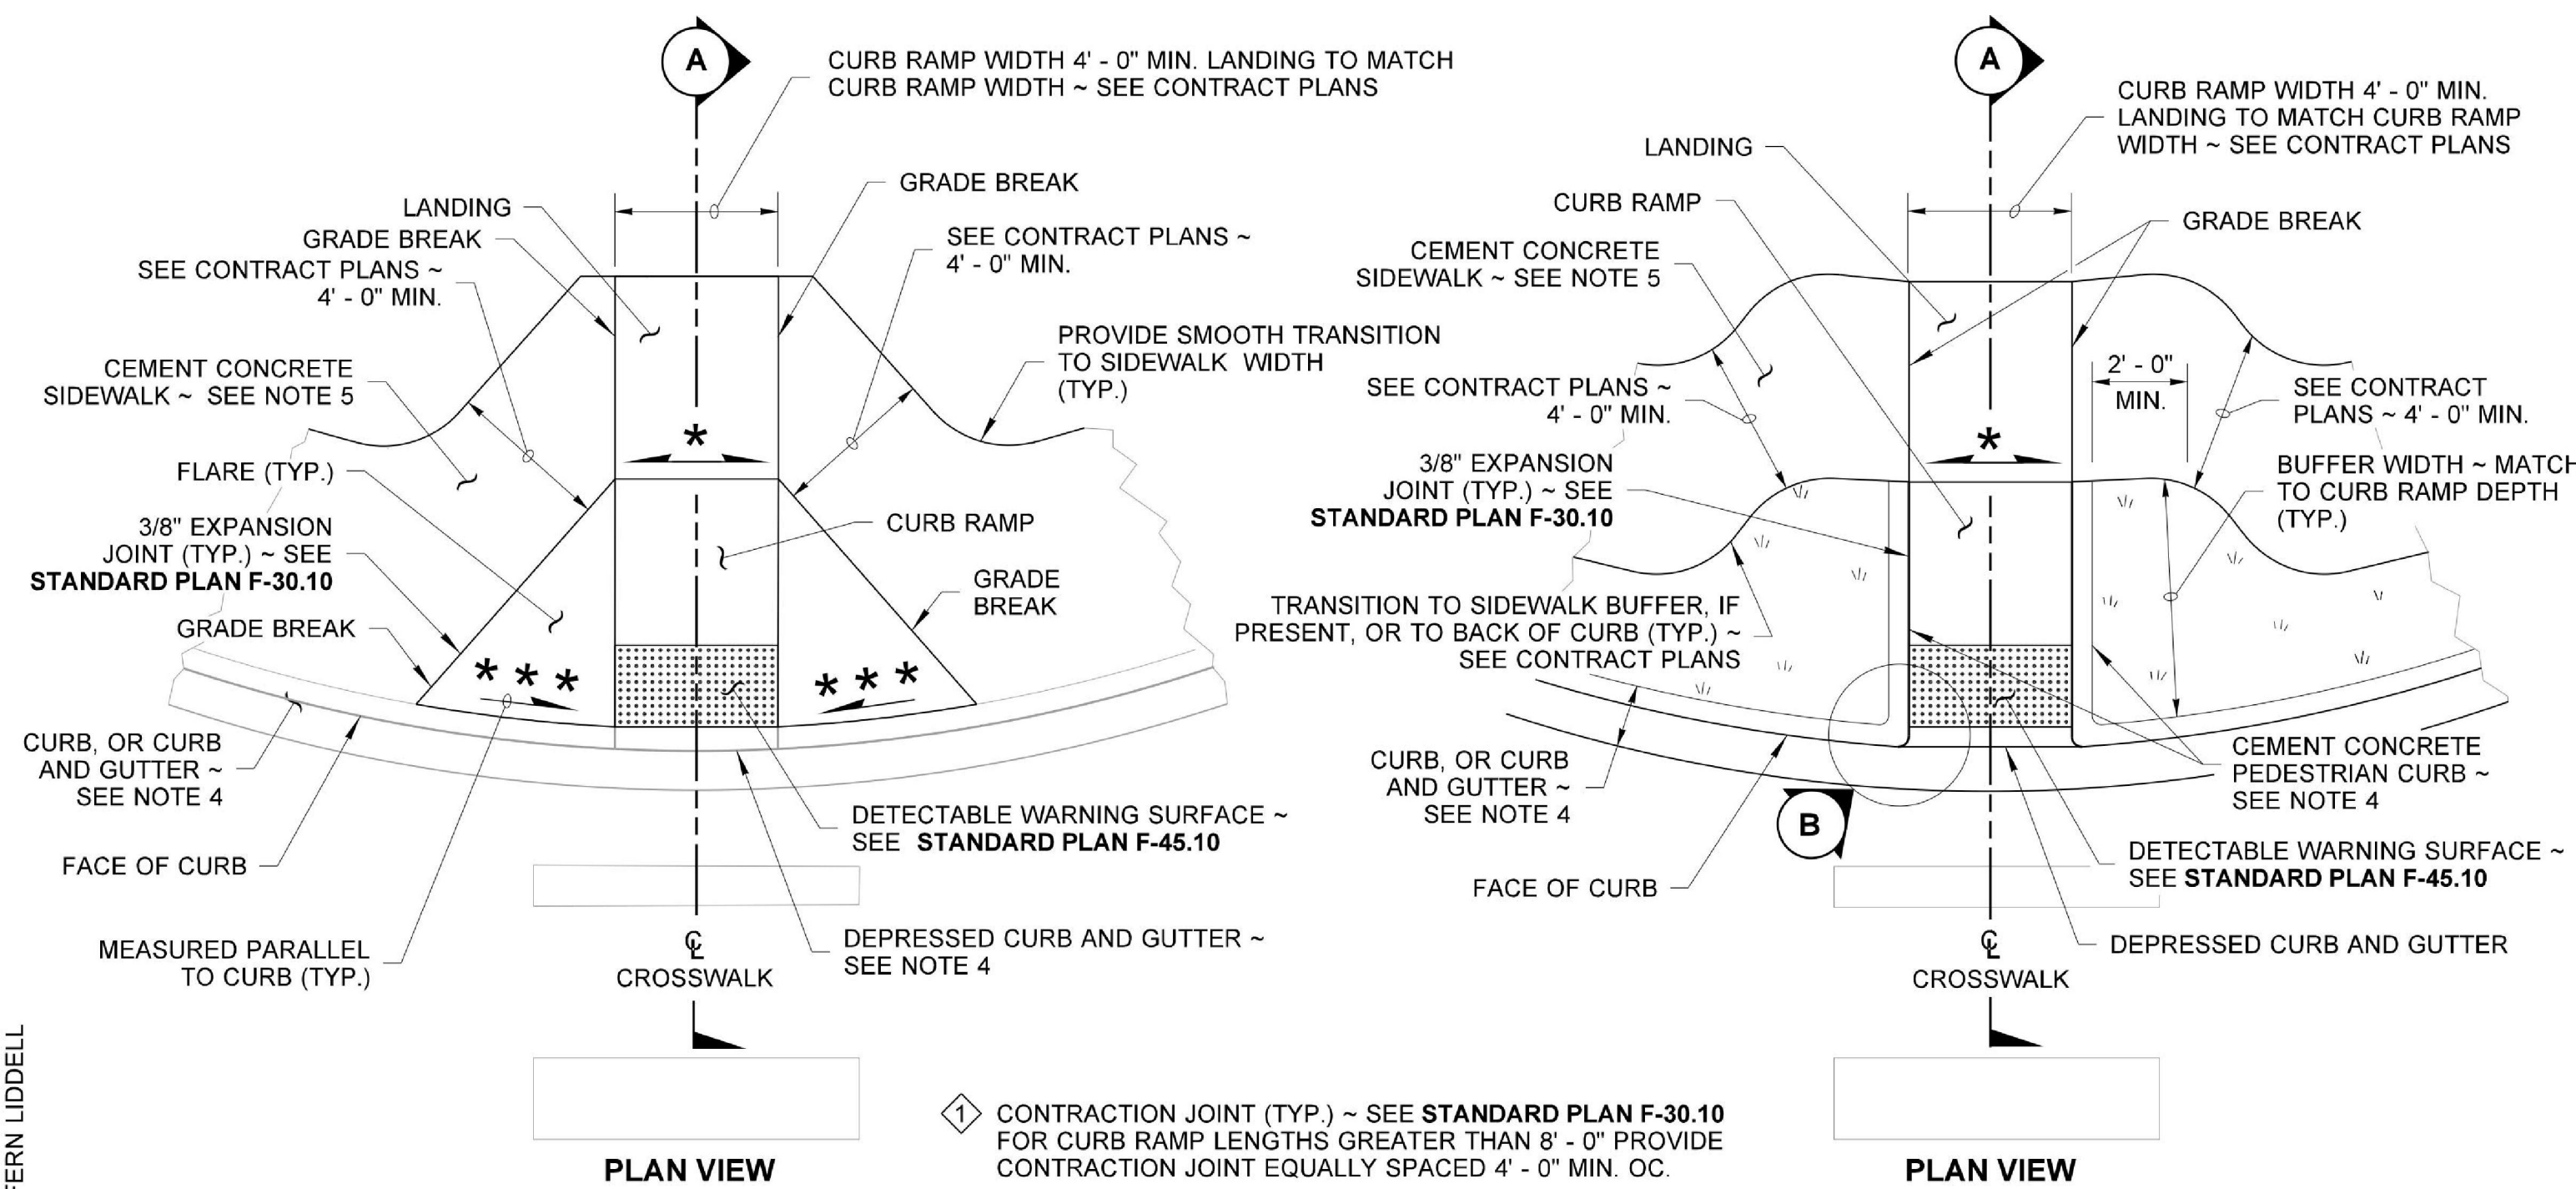 A
CURB RAMP WIDTH 4' - 0" MIN. LANDING TO MATCH
CURB RAMP WIDTH ~ SEE CONTRACT PLANS
LANDING
GRADE BREAK
SEE CONTRACT PLANS ~
4' - 0" MIN.
CEMENT CONCRETE
SIDEWALK ~ SEE NOTE 5
FLARE (TYP.)
3/8" EXPANSION
JOINT (TYP.) ~ SEE
STANDARD PLAN F-30.10
GRADE BREAK
CURB, OR CURB
AND GUTTER ~
SEE NOTE 4
FACE OF CURB
MEASURED PARALLEL
TO CURB (TYP.)
GRADE BREAK
SEE CONTRACT PLANS ~
4' - 0" MIN.
PROVIDE SMOOTH TRANSITION
TO SIDEWALK WIDTH
(TYP.)
*
CURB RAMP
GRADE
BREAK
* * *
* * *
DETECTABLE WARNING SURFACE ~
SEE STANDARD PLAN F-45.10
DEPRESSED CURB AND GUTTER ~
SEE NOTE 4
CL
CROSSWALK
PLAN VIEW
FERN LIDDELL
1 CONTRACTION JOINT (TYP.) ~ SEE STANDARD PLAN F-30.10
FOR CURB RAMP LENGTHS GREATER THAN 8' - 0" PROVIDE
CONTRACTION JOINT EQUALLY SPACED 4' - 0" MIN. OC.
A
CURB RAMP WIDTH 4' - 0" MIN.
LANDING TO MATCH CURB RAMP
WIDTH ~ SEE CONTRACT PLANS
LANDING
CURB RAMP
CEMENT CONCRETE
SIDEWALK ~ SEE NOTE 5
SEE CONTRACT PLANS ~
4' - 0" MIN.
3/8" EXPANSION
JOINT (TYP.) ~ SEE
STANDARD PLAN F-30.10
TRANSITION TO SIDEWALK BUFFER, IF
PRESENT, OR TO BACK OF CURB (TYP.) ~
SEE CONTRACT PLANS
CURB, OR CURB
AND GUTTER ~
SEE NOTE 4
FACE OF CURB
B
GRADE BREAK
2' - 0"
MIN.
*
SEE CONTRACT
PLANS ~ 4' - 0" MIN.
BUFFER WIDTH ~ MATCH
TO CURB RAMP DEPTH
(TYP.)
CEMENT CONCRETE
PEDESTRIAN CURB ~
SEE NOTE 4
DETECTABLE WARNING SURFACE ~
SEE STANDARD PLAN F-45.10
DEPRESSED CURB AND GUTTER
CL
CROSSWALK
PLAN VIEW